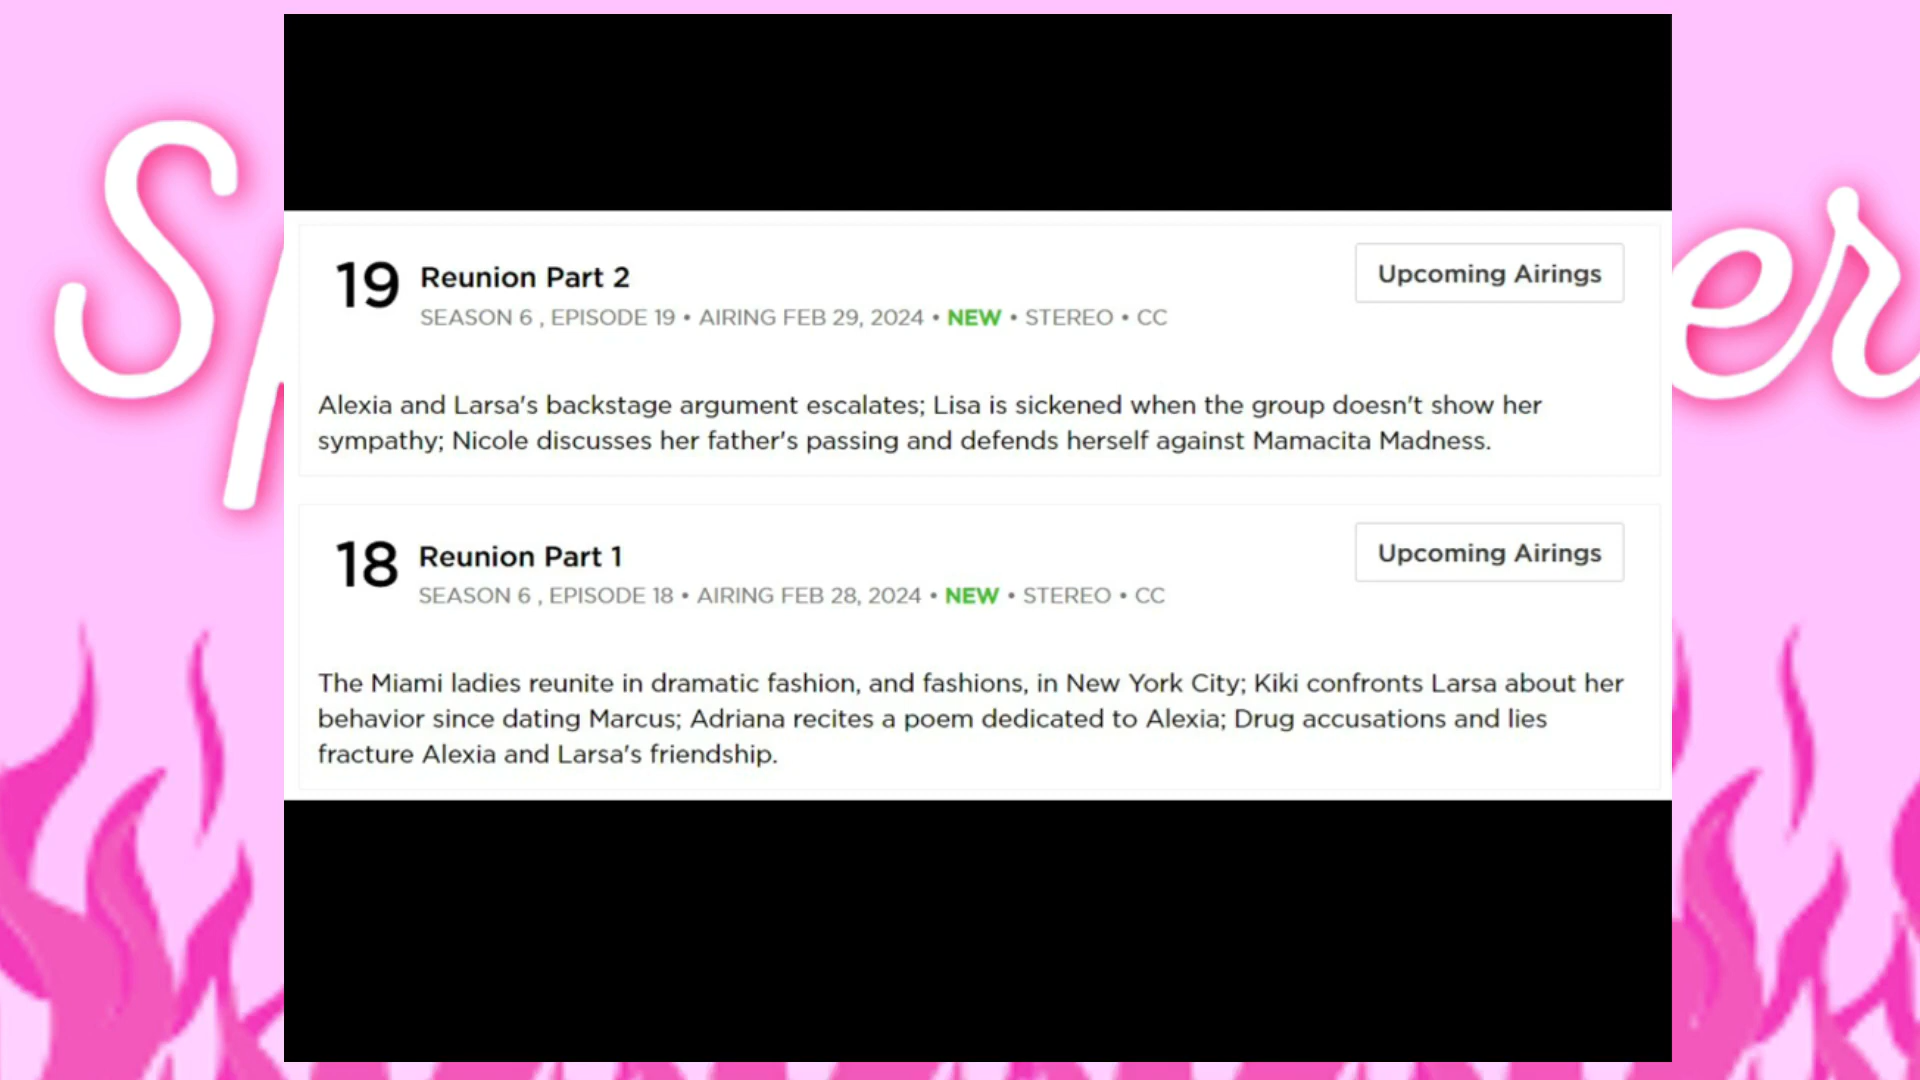 19 Reunion Part 2
Upcoming Airings
SEASON 6 , EPISODE 19 • AIRING FEB 29, 2024 • NEW • STEREO • CC
Alexia and Larsa's backstage argument escalates; Lisa is sickened when the group doesn't show her
sympathy; Nicole discusses her father's passing and defends herself against Mamacita Madness.
18 Reunion Part 1
Upcoming Airings
SEASON 6 , EPISODE 18 • AIRING FEB 28, 2024 • NEW • STEREO • CC
The Miami ladies reunite in dramatic fashion, and fashions, in New York City; Kiki confronts Larsa about her
behavior since dating Marcus; Adriana recites a poem dedicated to Alexia; Drug accusations and lies
fracture Alexia and Larsa's friendship.